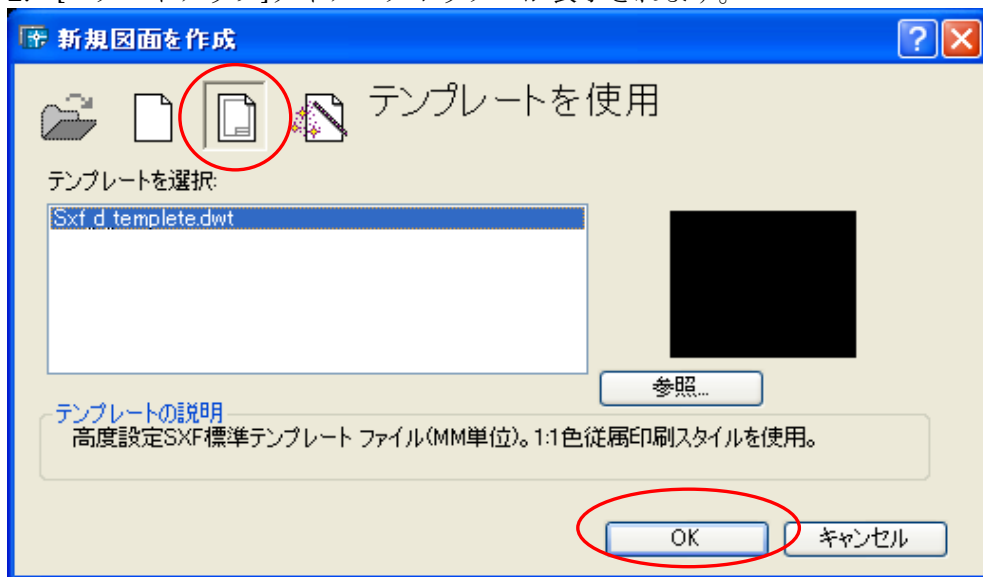 新規図面を作成
テンプレートを使用
テンプレートを選択:
Sxf_d_templete.dwt
参照...
テンプレートの説明
高度設定SXF標準テンプレート ファイル(MM単位)。1:1色従属印刷スタイルを使用。
OK
キャンセル